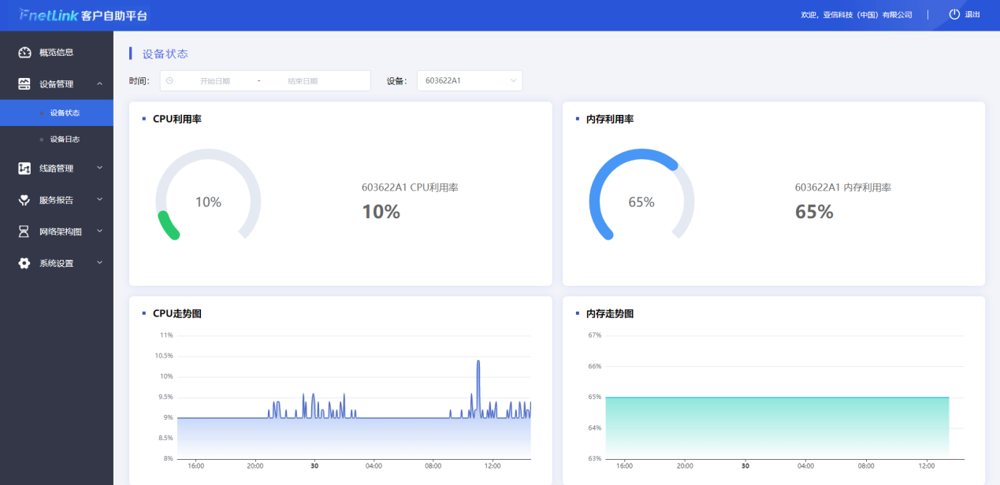 FnetLink 客户自助平台
欢迎, 亚信科技 (中国) 有限公司
退出
概览信息
设备管理
设备状态
设备日志
线路管理
服务报告
网络架构图
系统设置
设备状态
时间:
开始日期 - 结束日期
设备:
603622A1
CPU利用率
10%
603622A1 CPU利用率
10%
内存利用率
65%
603622A1 内存利用率
65%
CPU走势图
11%
10.5%
10%
9.5%
9%
8.5%
8%
16:00 20:00 30 04:00 08:00 12:00
内存走势图
67%
66%
65%
64%
63%
16:00 20:00 30 04:00 08:00 12:00